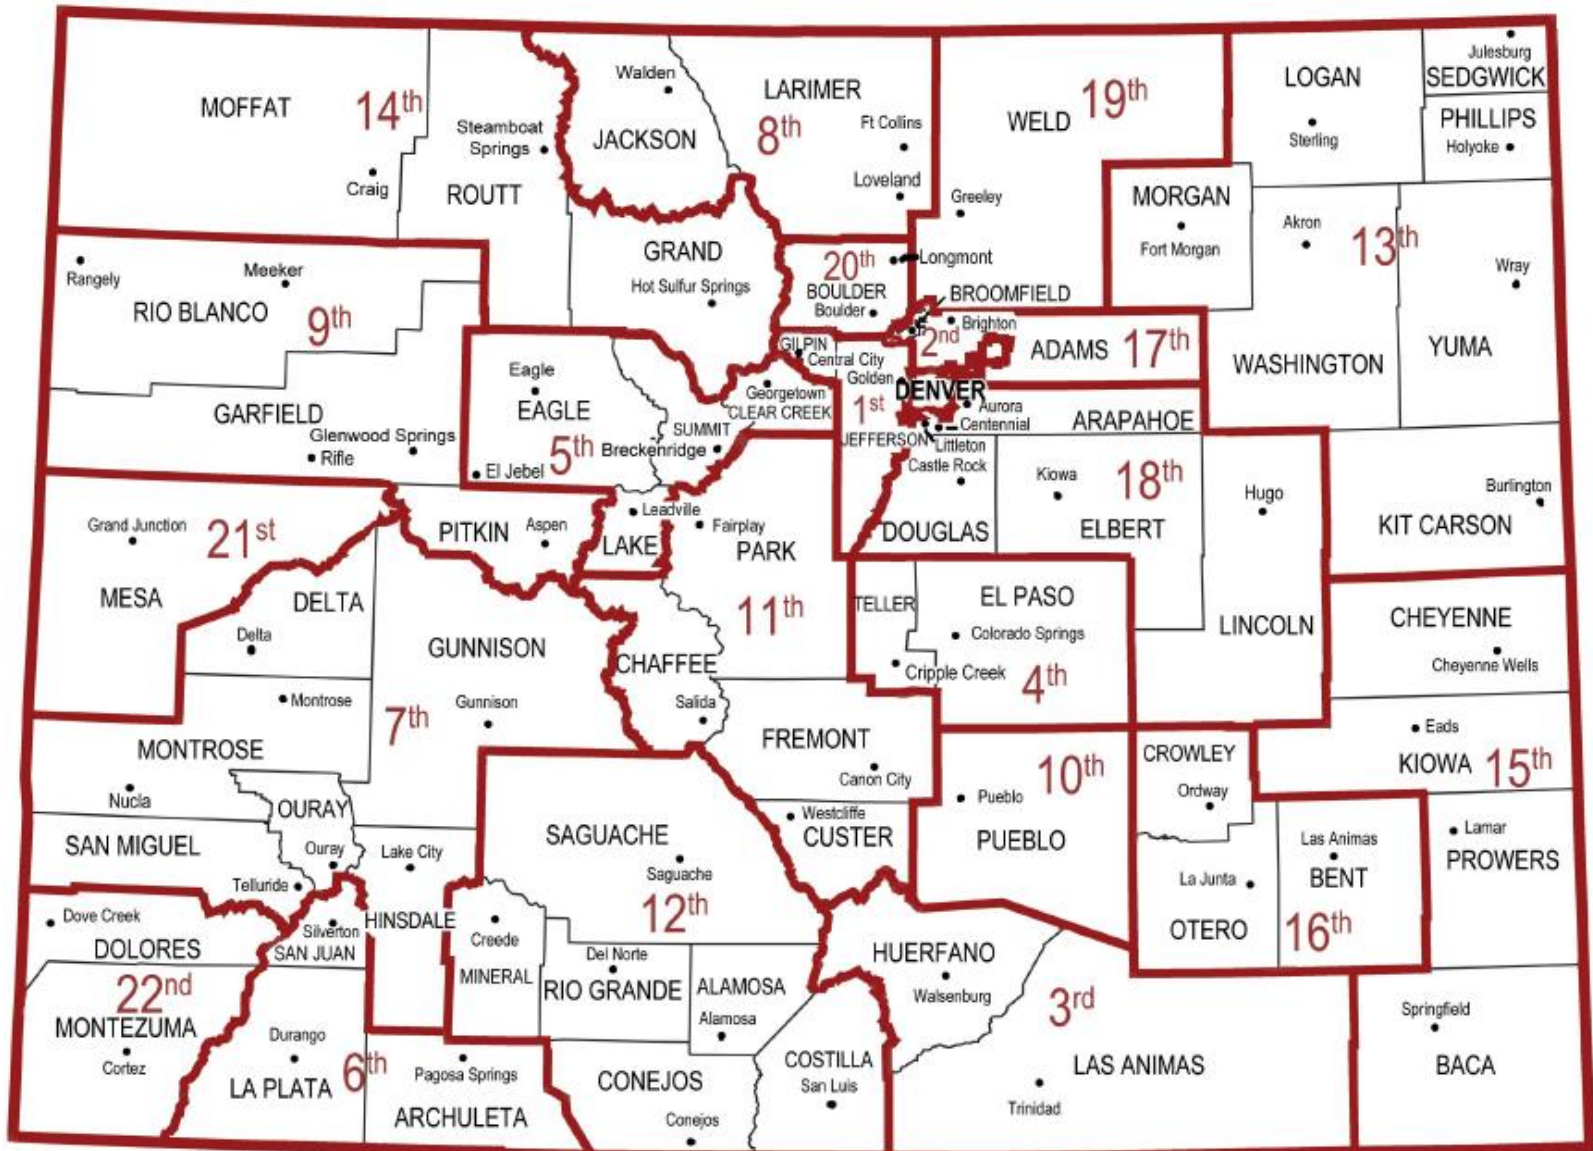 MOFFAT
14th
Craig
Steamboat
Springs
ROUTT
Walden
JACKSON
LARIMER
8th
Ft Collins
Loveland
WELD
19th
Greeley
LOGAN
Sterling
Julesburg
SEDGWICK
PHILLIPS
Holyoke
MORGAN
Fort Morgan
Akron
13th
Wray
WASHINGTON
YUMA
Rangely
Meeker
RIO BLANCO
9th
GRAND
Hot Sulfur Springs
20th
BOULDER
Boulder
Longmont
BROOMFIELD
2nd
Brighton
ADAMS
17th
GILPIN
Central City
Golden
DENVER
Georgetown
CLEAR CREEK
1st
JEFFERSON
Aurora
Centennial
Littleton
ARAPAHOE
GARFIELD
Glenwood Springs
Rifle
Eagle
EAGLE
5th
El Jebel
SUMMIT
Breckenridge
Castle Rock
DOUGLAS
Kiowa
18th
ELBERT
Hugo
LINCOLN
Burlington
KIT CARSON
Grand Junction
21st
MESA
PITKIN
Aspen
Leadville
LAKE
Fairplay
PARK
11th
DELTA
Delta
GUNNISON
Gunnison
7th
CHAFFEE
Salida
TELLER
EL PASO
Colorado Springs
Cripple Creek
4th
CHEYENNE
Cheyenne Wells
Montrose
MONTROSE
Nucla
FREMONT
Canon City
10th
Pueblo
PUEBLO
CROWLEY
Ordway
Eads
KIOWA
15th
OURAY
Ouray
SAN MIGUEL
Telluride
Lake City
HINSDALE
SAGUACHE
Saguache
12th
Westcliffe
CUSTER
La Junta
OTERO
Las Animas
BENT
16th
Lamar
PROWERS
Dove Creek
DOLORES
Silverton
SAN JUAN
22nd
MONTEZUMA
Cortez
Durango
LA PLATA
6th
Pagosa Springs
ARCHULETA
Creede
MINERAL
Del Norte
RIO GRANDE
ALAMOSA
Alamosa
CONEJOS
Conejos
COSTILLA
San Luis
HUERFANO
Walsenburg
3rd
LAS ANIMAS
Trinidad
Springfield
BACA